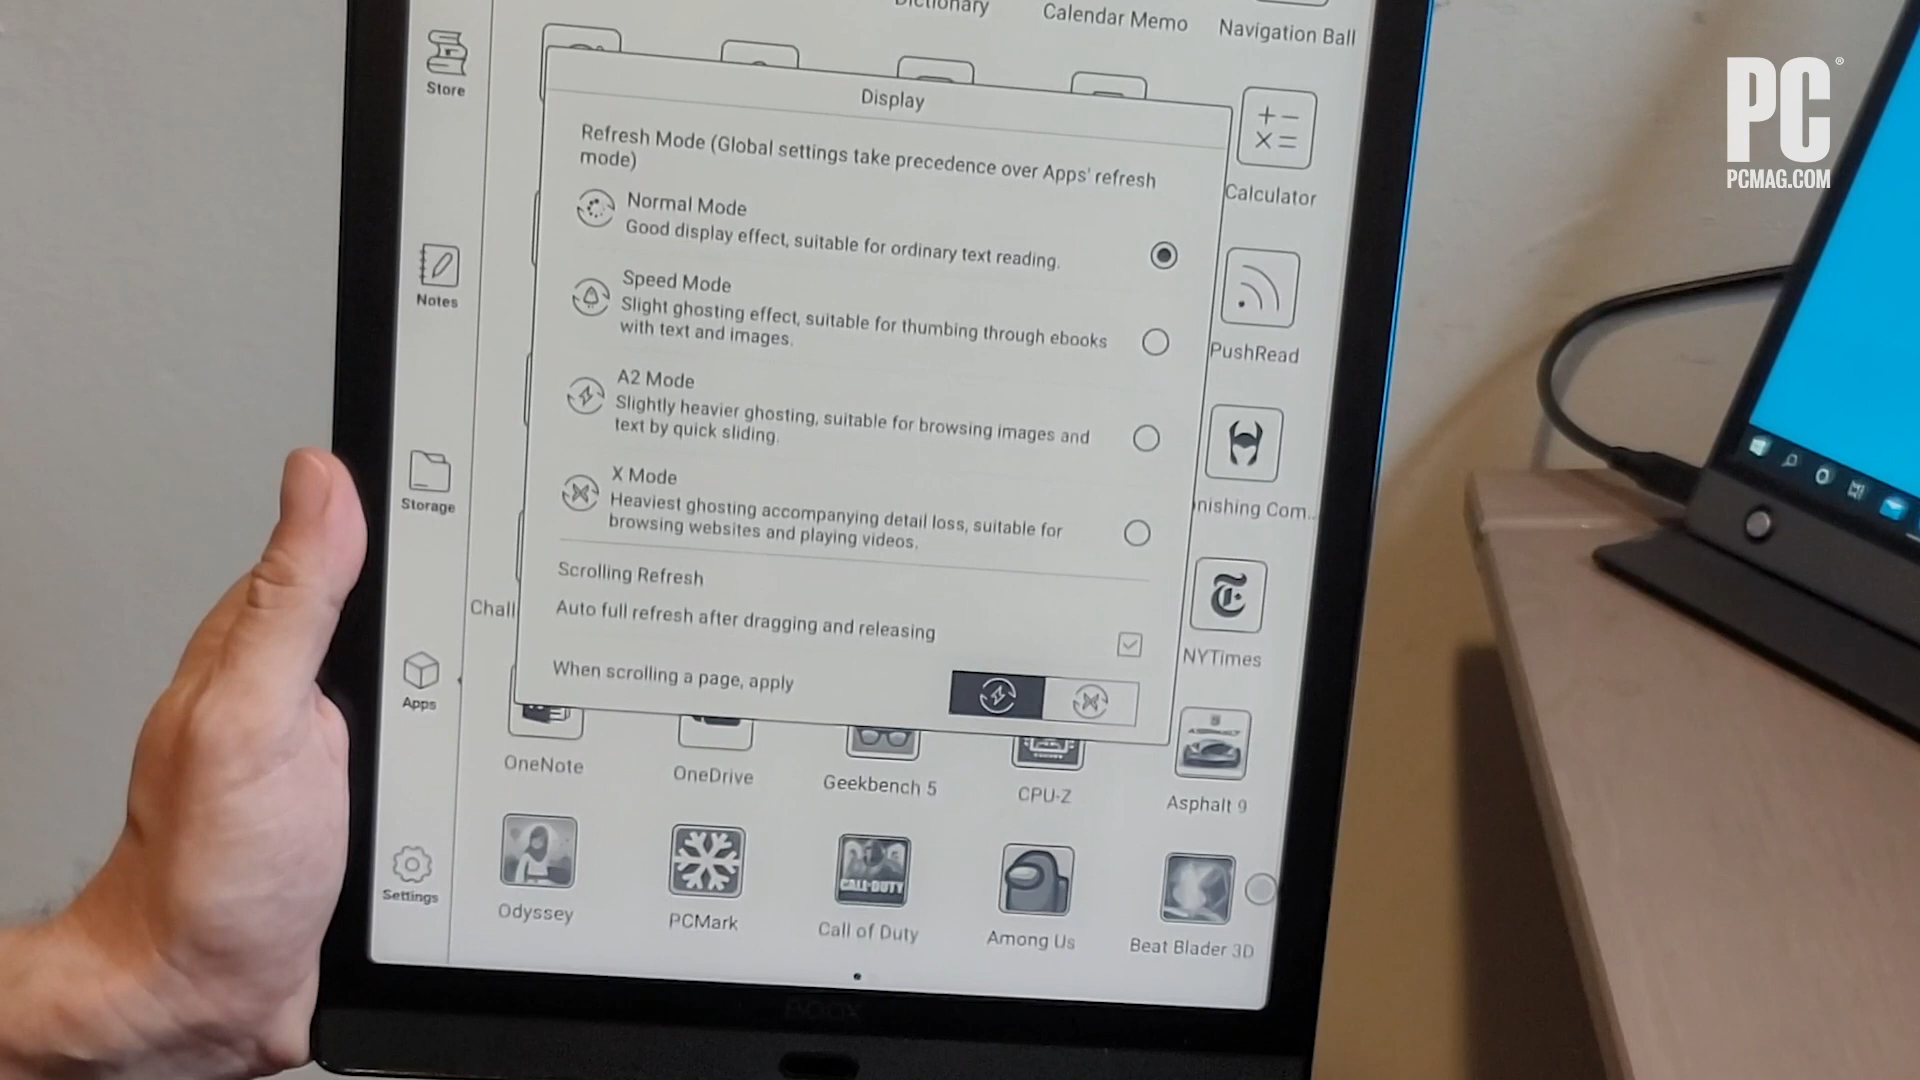 Dictionary
Calendar Memo
Navigation Ball
Store
Notes
Storage
Apps
Settings
Display
Refresh Mode (Global settings take precedence over Apps' refresh
mode)
Normal Mode
Good display effect, suitable for ordinary text reading.
Speed Mode
Slight ghosting effect, suitable for thumbing through ebooks
with text and images.
A2 Mode
Slightly heavier ghosting, suitable for browsing images and
text by quick sliding.
X Mode
Heaviest ghosting accompanying detail loss, suitable for
browsing websites and playing videos.
Scrolling Refresh
Auto full refresh after dragging and releasing
When scrolling a page, apply
Chall
Calculator
PushRead
nishing Com..
NYTimes
Asphalt 9
OneNote
OneDrive
Geekbench 5
CPU-Z
Odyssey
PCMark
CALL OF DUTY
Call of Duty
Among Us
Beat Blader 3D
BOOX
PC®
PCMAG.COM